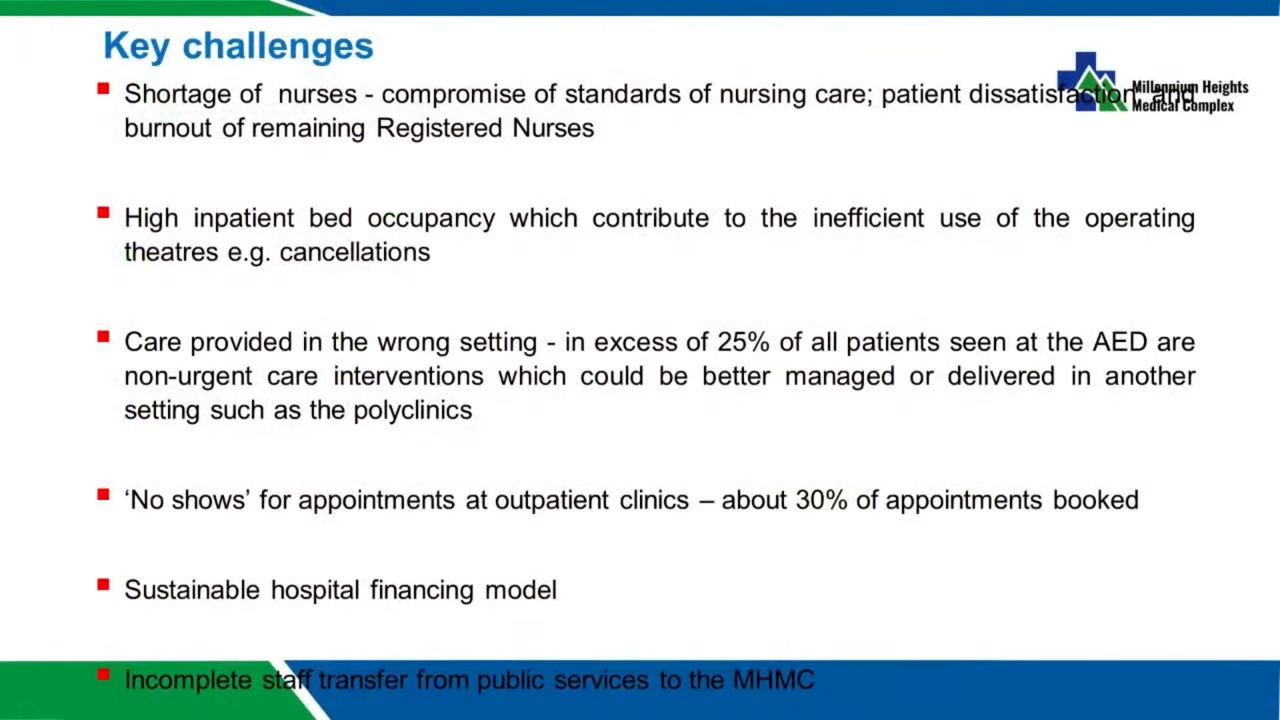 Key challenges
Shortage of nurses - compromise of standards of nursing care; patient dissatisfaction, and
burnout of remaining Registered Nurses
Millennium Heights
Medical Complex
High inpatient bed occupancy which contribute to the inefficient use of the operating
theatres e.g. cancellations
Care provided in the wrong setting - in excess of 25% of all patients seen at the AED are
non-urgent care interventions which could be better managed or delivered in another
setting such as the polyclinics
‘No shows’ for appointments at outpatient clinics – about 30% of appointments booked
Sustainable hospital financing model
Incomplete staff transfer from public services to the MHMC